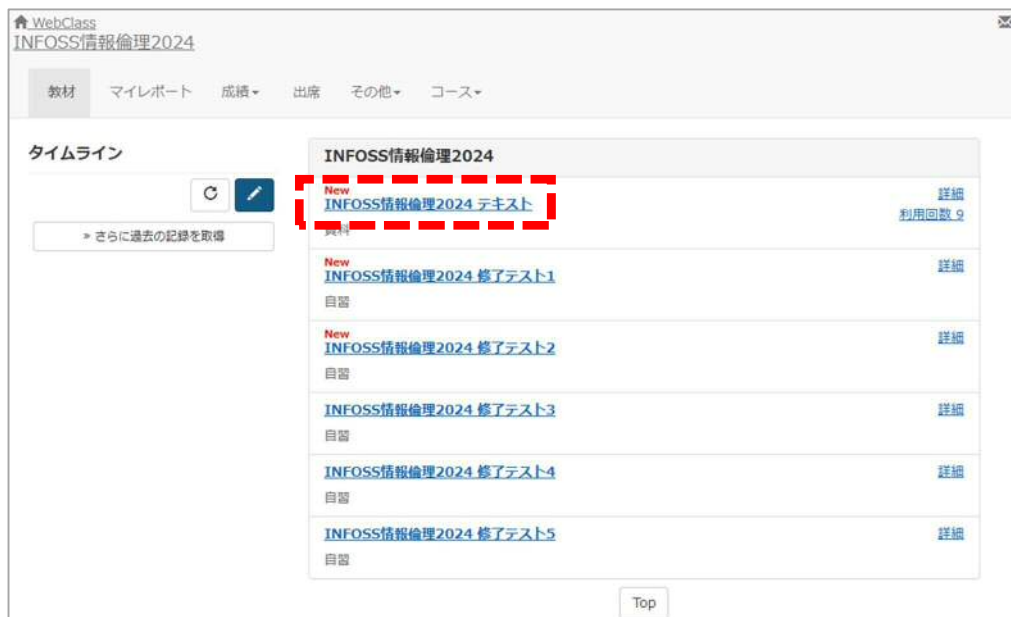 WebClass
INFOSS情報倫理2024
教材 マイレポート 成績 出席 その他 コース
タイムライン
» さらに過去の記録を取得
INFOSS情報倫理2024
New
INFOSS情報倫理2024 テキスト
詳細
利用回数 9
資料
New
INFOSS情報倫理2024 修了テスト1
詳細
自習
New
INFOSS情報倫理2024 修了テスト2
詳細
自習
INFOSS情報倫理2024 修了テスト3
詳細
自習
INFOSS情報倫理2024 修了テスト4
詳細
自習
INFOSS情報倫理2024 修了テスト5
詳細
自習
Top